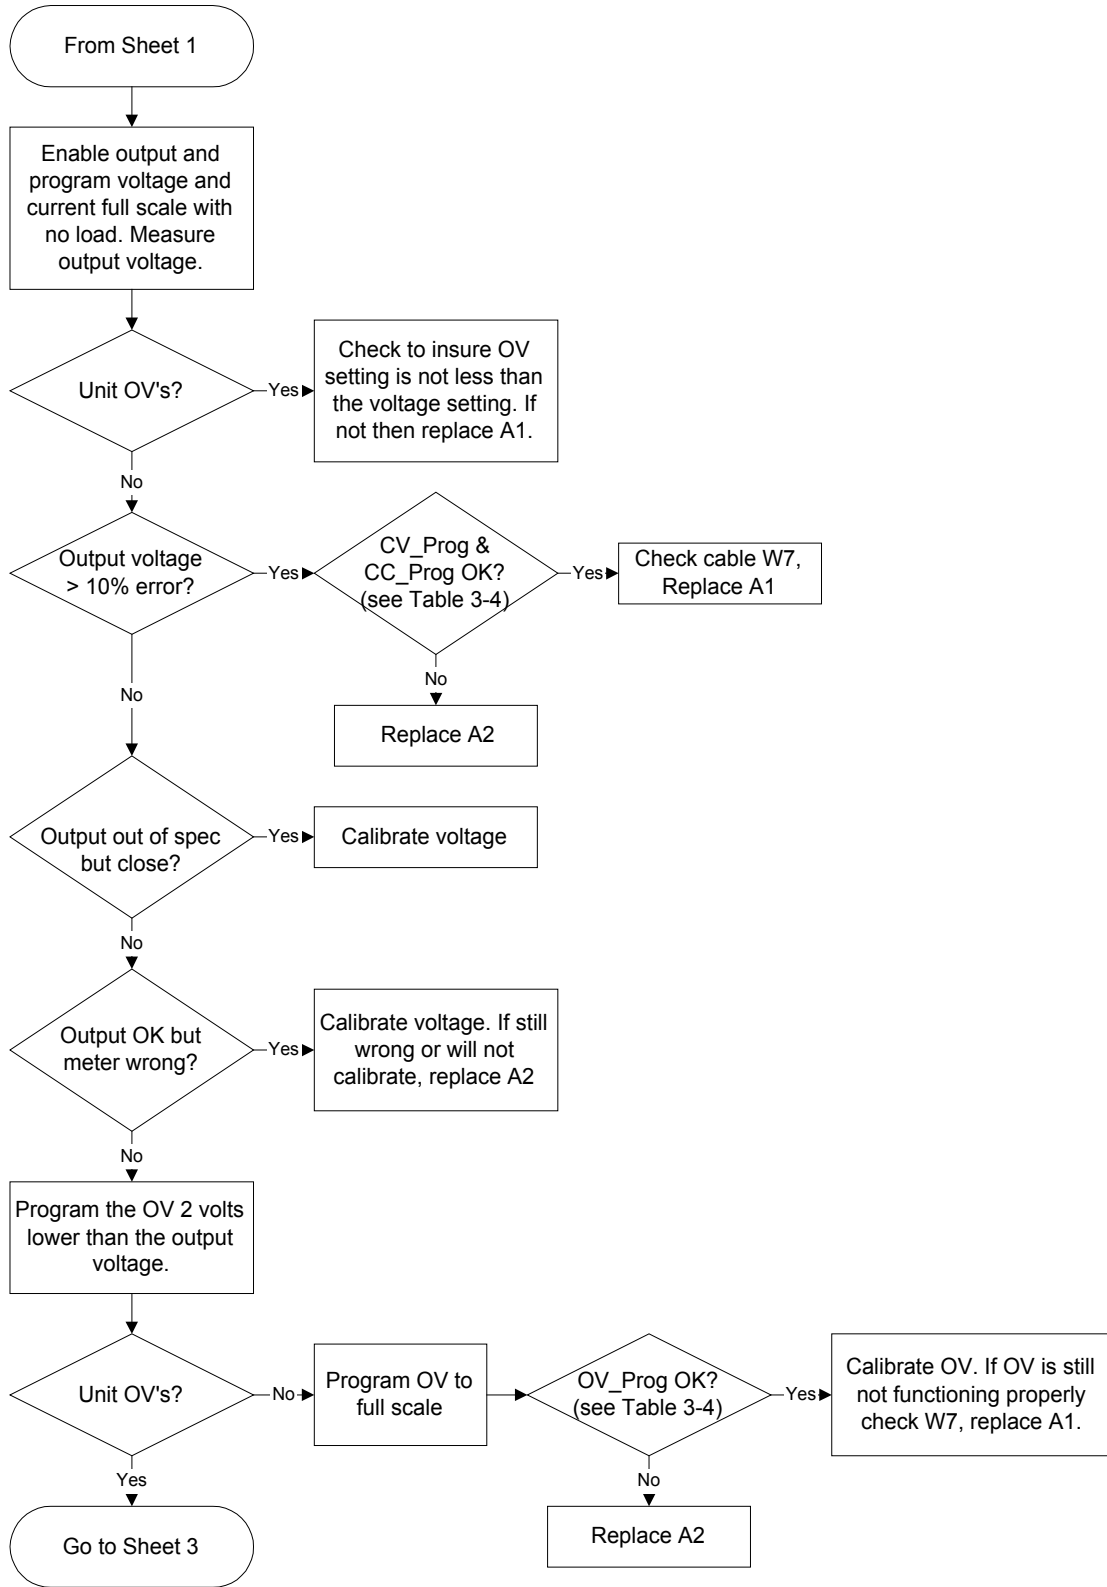 From Sheet 1
Enable output and
program voltage and
current full scale with
no load. Measure
output voltage.
Unit OV's?
Yes
Check to insure OV
setting is not less than
the voltage setting. If
not then replace A1.
No
Output voltage
> 10% error?
Yes
CV_Prog &
CC_Prog OK?
(see Table 3-4)
Yes
Check cable W7,
Replace A1
No
Replace A2
No
Output out of spec
but close?
Yes
Calibrate voltage
No
Output OK but
meter wrong?
Yes
Calibrate voltage. If still
wrong or will not
calibrate, replace A2
No
Program the OV 2 volts
lower than the output
voltage.
Unit OV's?
No
Program OV to
full scale
OV_Prog OK?
(see Table 3-4)
Yes
Calibrate OV. If OV is still
not functioning properly
check W7, replace A1.
No
Replace A2
Yes
Go to Sheet 3